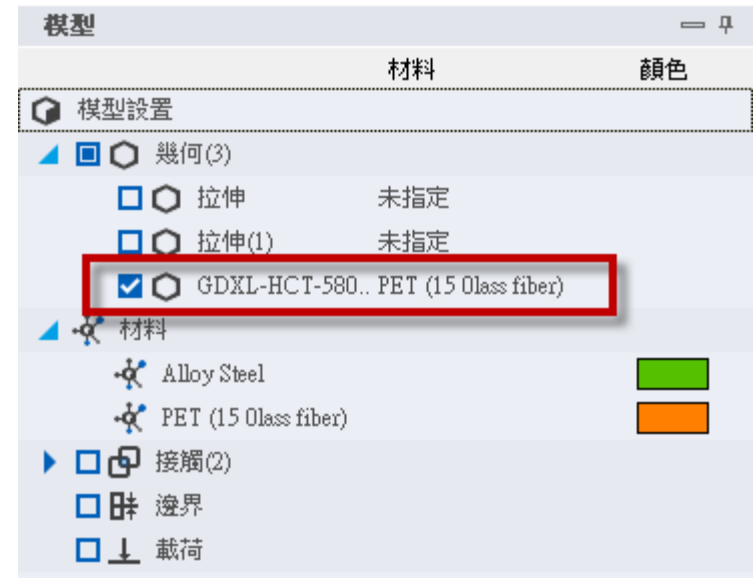 模型
材料 顏色
模型設置
幾何(3)
拉伸 未指定
拉伸(1) 未指定
GDXL-HCT-580.. PET (15 0lass fiber)
材料
Alloy Steel
PET (15 0lass fiber)
接觸(2)
邊界
載荷